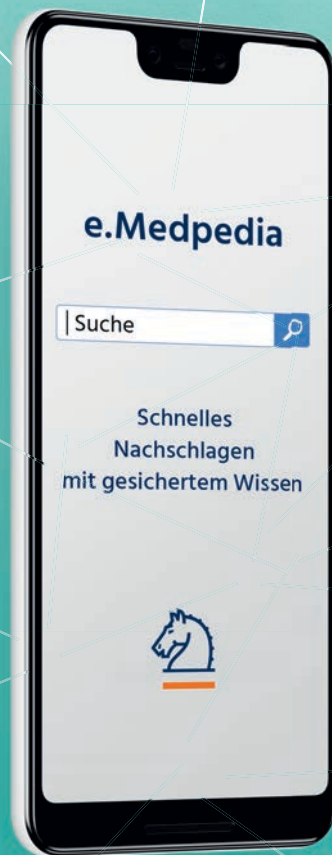 e.Medpedia
Suche
Schnelles
Nachschlagen
mit gesichertem Wissen